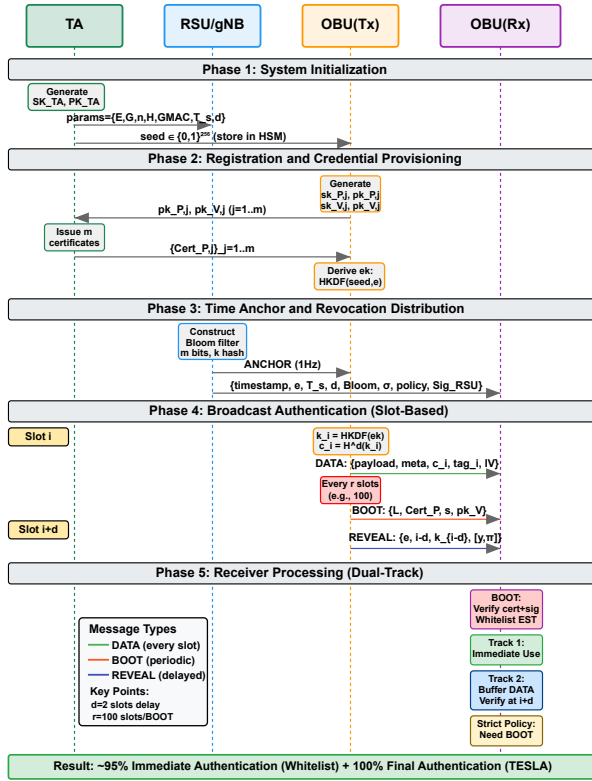 TA
RSU/gNB
OBU(Tx)
OBU(Rx)
Phase 1: System Initialization
Generate
SK_TA, PK_TA
params={E,G,n,H,GMAC,T_s,d}
seed ∈ {0,1}²⁵⁶ (store in HSM)
Phase 2: Registration and Credential Provisioning
Generate
sk_P,j, pk_P,j
sk_V,j, pk_V,j
pk_P,j, pk_V,j (j=1..m)
Issue m
certificates
{Cert_P,j}_j=1..m
Derive ek:
HKDF(seed,e)
Phase 3: Time Anchor and Revocation Distribution
Construct
Bloom filter
m bits, k hash
ANCHOR (1Hz)
{timestamp, e, T_s, d, Bloom, σ, policy, Sig_RSU}
Phase 4: Broadcast Authentication (Slot-Based)
Slot i
k_i = HKDF(ek)
c_i = H^d(k_i)
DATA: {payload, meta, c_i, tag_i, IV}
Every r slots
(e.g., 100)
BOOT: {L, Cert_P, s, pk_V}
Slot i+d
REVEAL: {e, i-d, k_{i-d}, [y,π]}
Phase 5: Receiver Processing (Dual-Track)
BOOT:
Verify cert+sig
Whitelist EST
Track 1:
Immediate Use
Track 2:
Buffer DATA
Verify at i+d
Strict Policy:
Need BOOT
Message Types
DATA (every slot)
BOOT (periodic)
REVEAL (delayed)
Key Points:
d=2 slots delay
r=100 slots/BOOT
Result: ~95% Immediate Authentication (Whitelist) + 100% Final Authentication (TESLA)